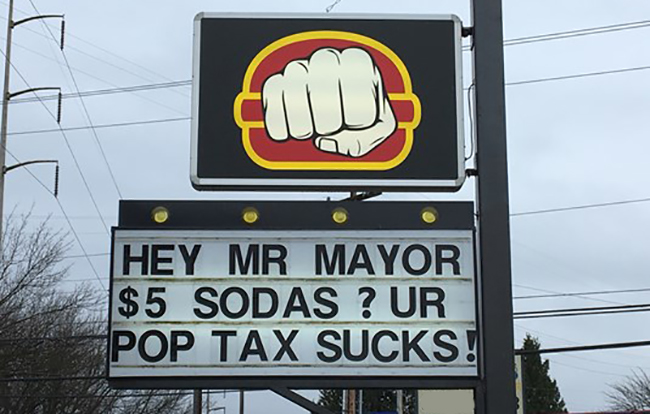 HEY MR MAYOR
$5 SODAS ? UR
POP TAX SUCKS!